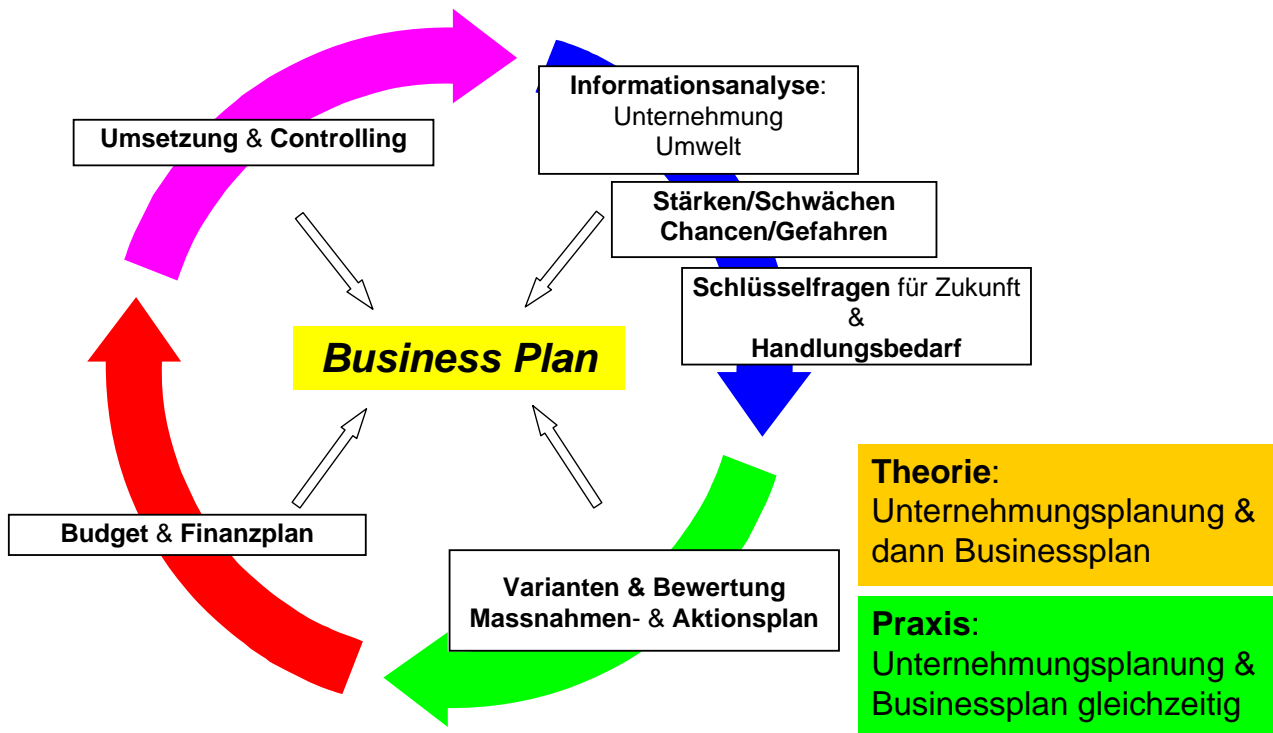 Informationsanalyse:
Unternehmung
Umwelt
Umsetzung & Controlling
Stärken/Schwächen
Chancen/Gefahren
Schlüsselfragen für Zukunft
&
Handlungsbedarf
Business Plan
Budget & Finanzplan
Varianten & Bewertung
Massnahmen- & Aktionsplan
Theorie:
Unternehmungsplanung &
dann Businessplan
Praxis:
Unternehmungsplanung &
Businessplan gleichzeitig